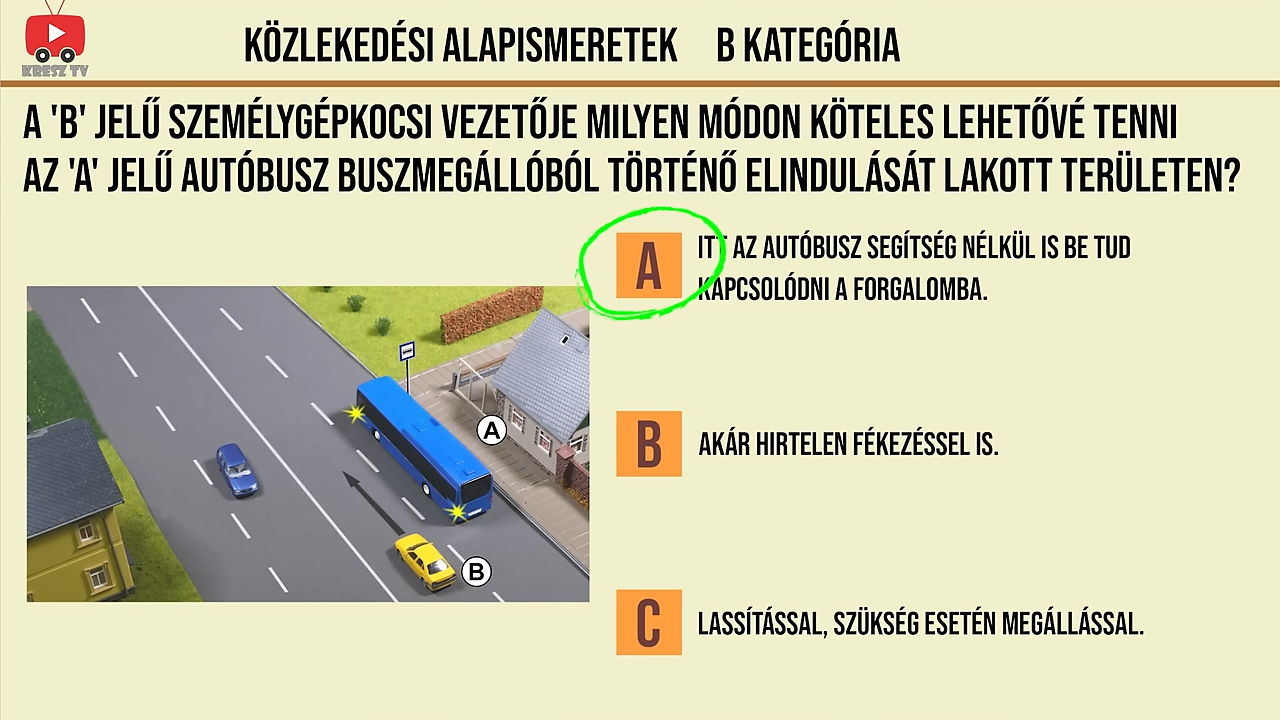 KRESZ TV
KÖZLEKEDÉSI ALAPISMERETEK B KATEGÓRIA
A 'B' JELŰ SZEMÉLYGÉPKOCSI VEZETŐJE MILYEN MÓDON KÖTELES LEHETŐVÉ TENNI
AZ 'A' JELŰ AUTÓBUSZ BUSZMEGÁLLÓBÓL TÖRTÉNŐ ELINDULÁSÁT LAKOTT TERÜLETEN?
A
ITT AZ AUTÓBUSZ SEGÍTSÉG NÉLKÜL IS BE TUD
KAPCSOLÓDNI A FORGALOMBA.
A
B
AKÁR HIRTELEN FÉKEZÉSSEL IS.
B
C
LASSÍTÁSSAL, SZÜKSÉG ESETÉN MEGÁLLÁSSAL.